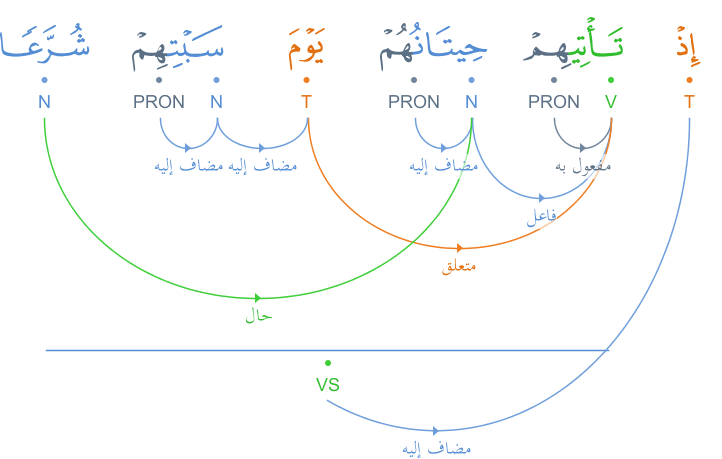 إِذْ تَأْتِيهِمْ حِيتَانُهُمْ يَوْمَ سَبْتِهِمْ شُرَّعًا
T V PRON N PRON T N PRON N
مفعول به مضاف إليه مضاف إليه مضاف إليه
فاعل
متعلق
حال
VS
مضاف إليه